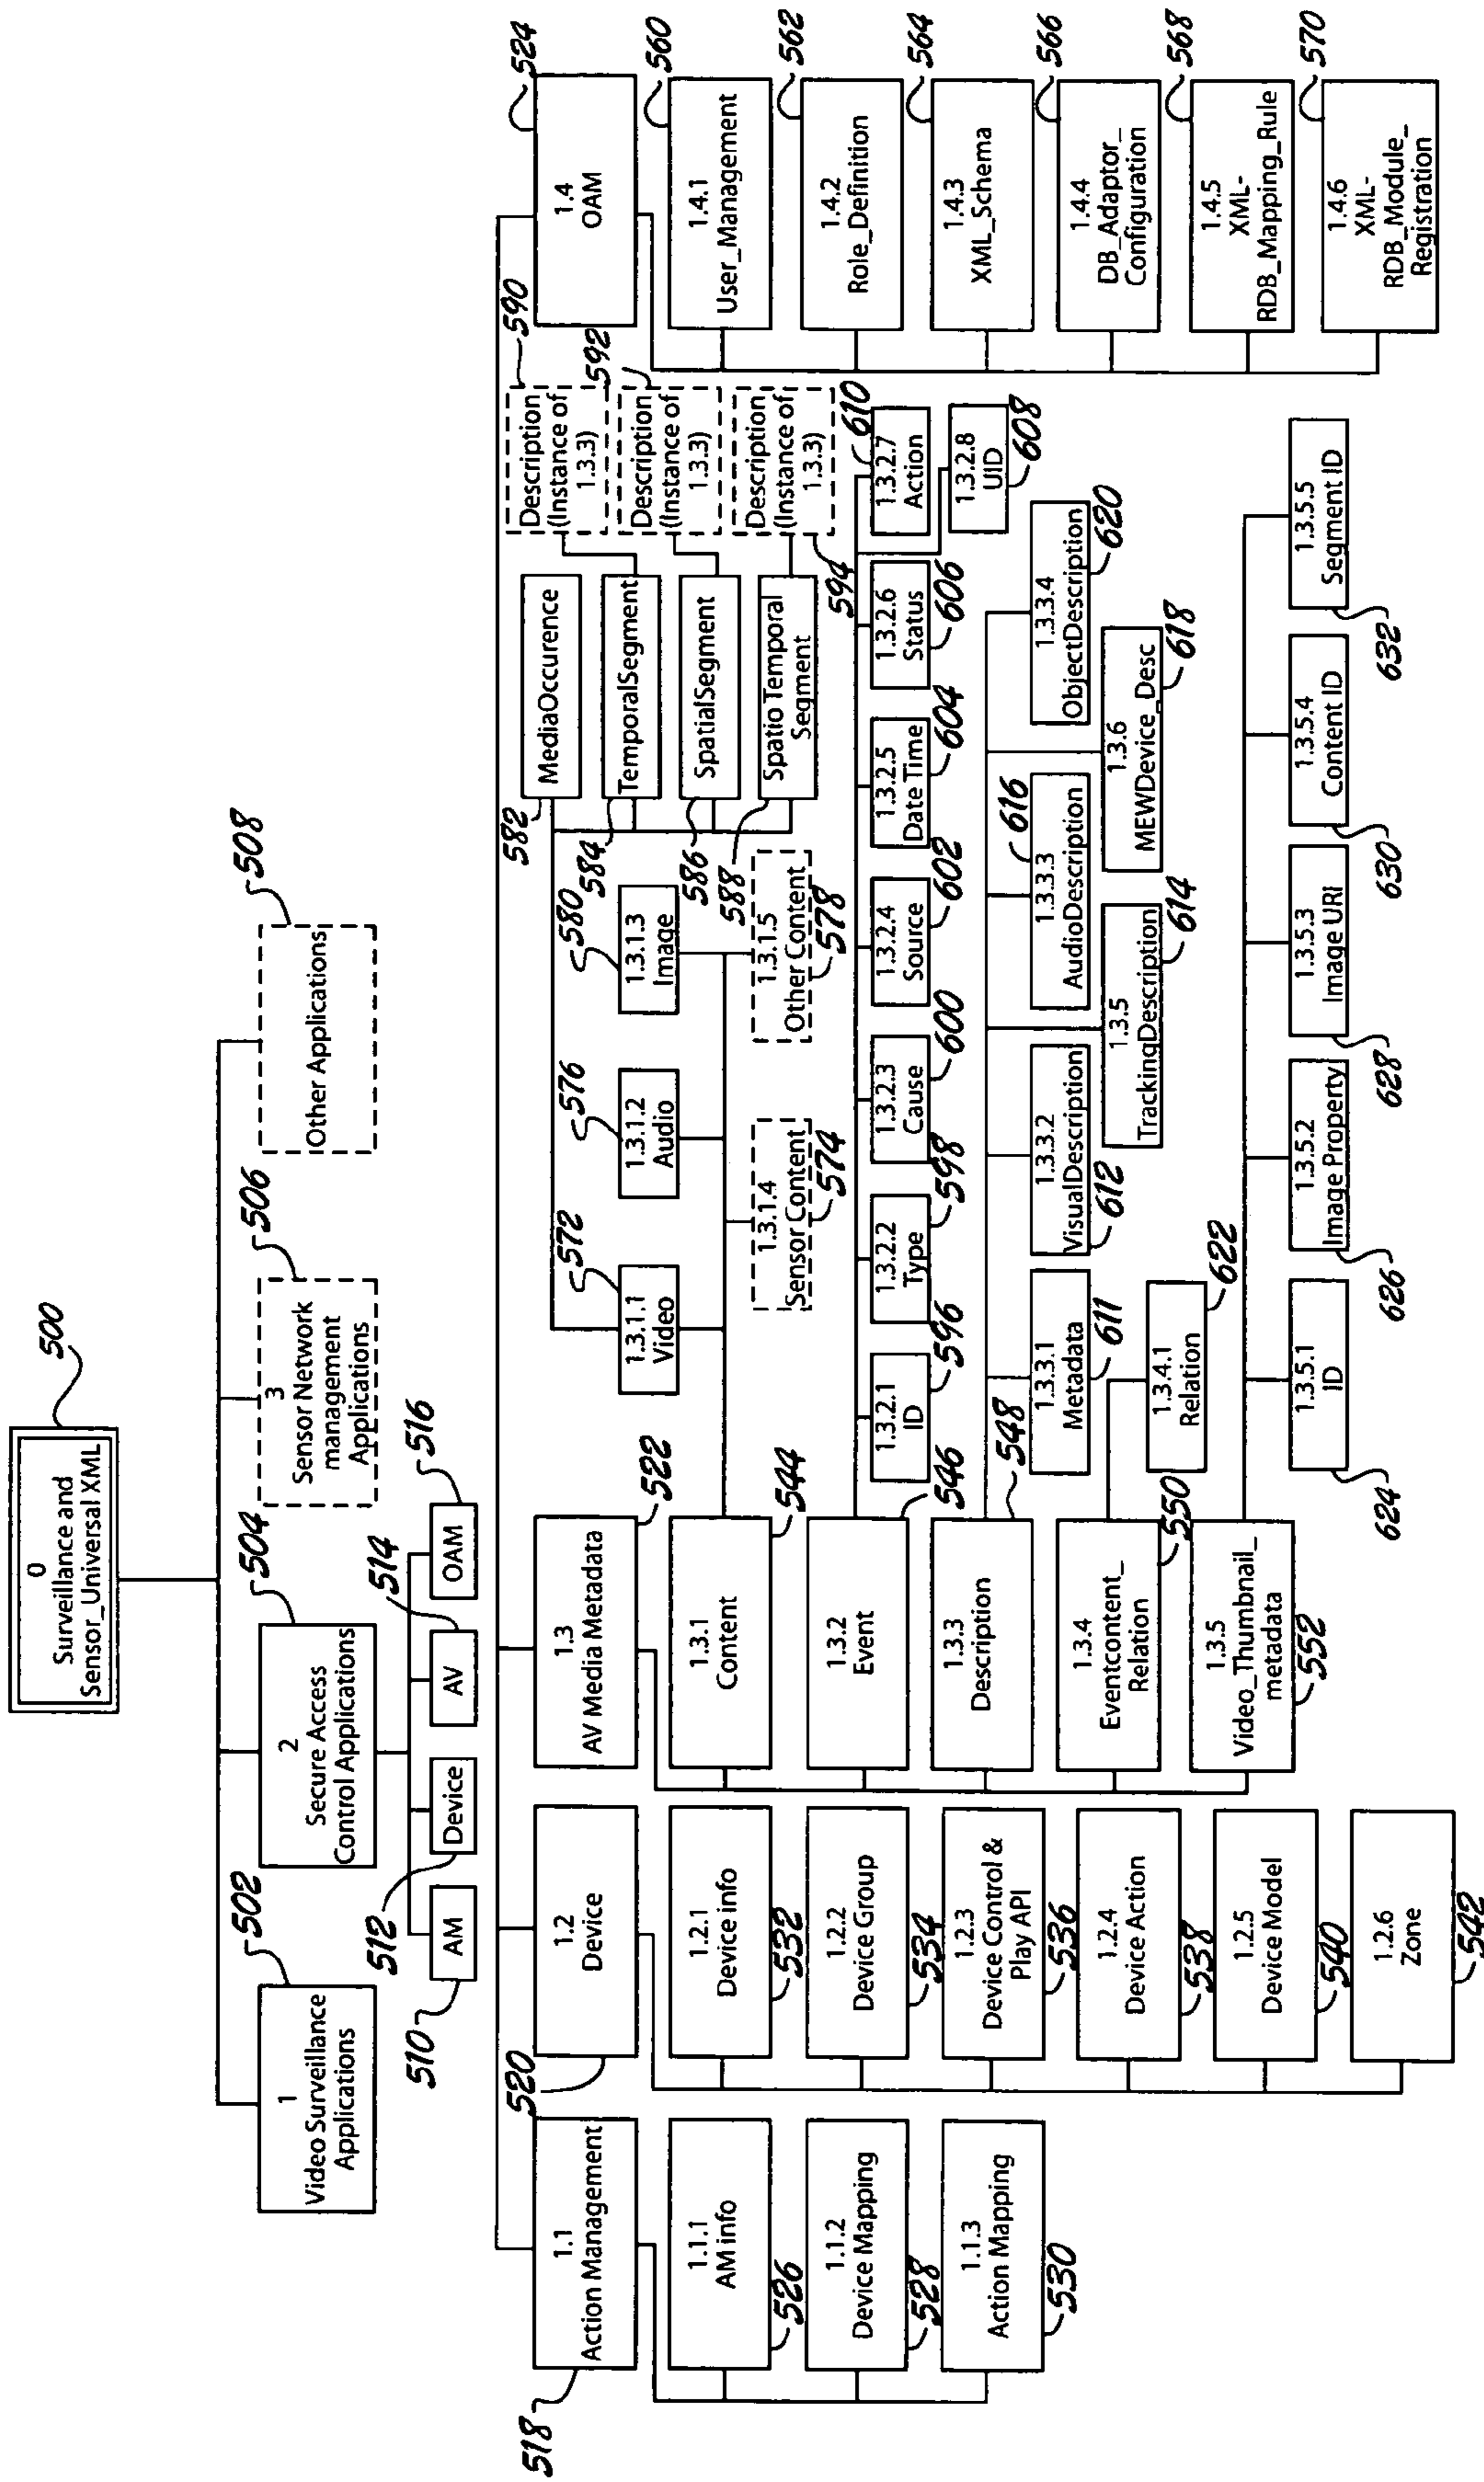 500
0
Surveillance and
Sensor_Universal XML
502
1
Video Surveillance
Applications
504
2
Secure Access
Control Applications
506
3
Sensor Network
management
Applications
508
Other Applications
510
AM
512
Device
514
AV
516
OAM
518
1.1
Action Management
1.1.1
AM info
526
1.1.2
Device Mapping
528
1.1.3
Action Mapping
530
520
1.2
Device
1.2.1
Device info
532
1.2.2
Device Group
534
1.2.3
Device Control &
Play API
536
1.2.4
Device Action
538
1.2.5
Device Model
540
1.2.6
Zone
542
522
1.3
AV Media Metadata
1.3.1
Content
544
1.3.2
Event
546
1.3.3
Description
548
1.3.4
Eventcontent_
Relation
550
1.3.5
Video_Thumbnail_
metadata
552
572
1.3.1.1
Video
576
1.3.1.2
Audio
580
1.3.1.3
Image
1.3.1.4
Sensor Content
574
1.3.1.5
Other Content
578
582
MediaOccurence
584
TemporalSegment
586
SpatialSegment
588
Spatio Temporal
Segment
590
Description
(Instance of
1.3.3)
592
Description
(Instance of
1.3.3)
594
Description
(Instance of
1.3.3)
1.3.2.1
ID
596
1.3.2.2
Type
598
1.3.2.3
Cause
600
1.3.2.4
Source
602
1.3.2.5
Date Time
604
1.3.2.6
Status
606
1.3.2.7
Action
610
1.3.2.8
UID
608
1.3.3.1
Metadata
611
1.3.3.2
VisualDescription
612
1.3.5
TrackingDescription
614
1.3.3.3
AudioDescription
616
1.3.6
MEWDevice_Desc
618
1.3.3.4
ObjectDescription
620
1.3.4.1
Relation
622
1.3.5.1
ID
624
1.3.5.2
Image Property
626
1.3.5.3
Image URI
628
1.3.5.4
Content ID
630
1.3.5.5
Segment ID
632
524
1.4
OAM
560
1.4.1
User_Management
562
1.4.2
Role_Definition
564
1.4.3
XML_Schema
566
1.4.4
DB_Adaptor_
Configuration
568
1.4.5
XML-
RDB_Mapping_Rule
570
1.4.6
XML-
RDB_Module_
Registration